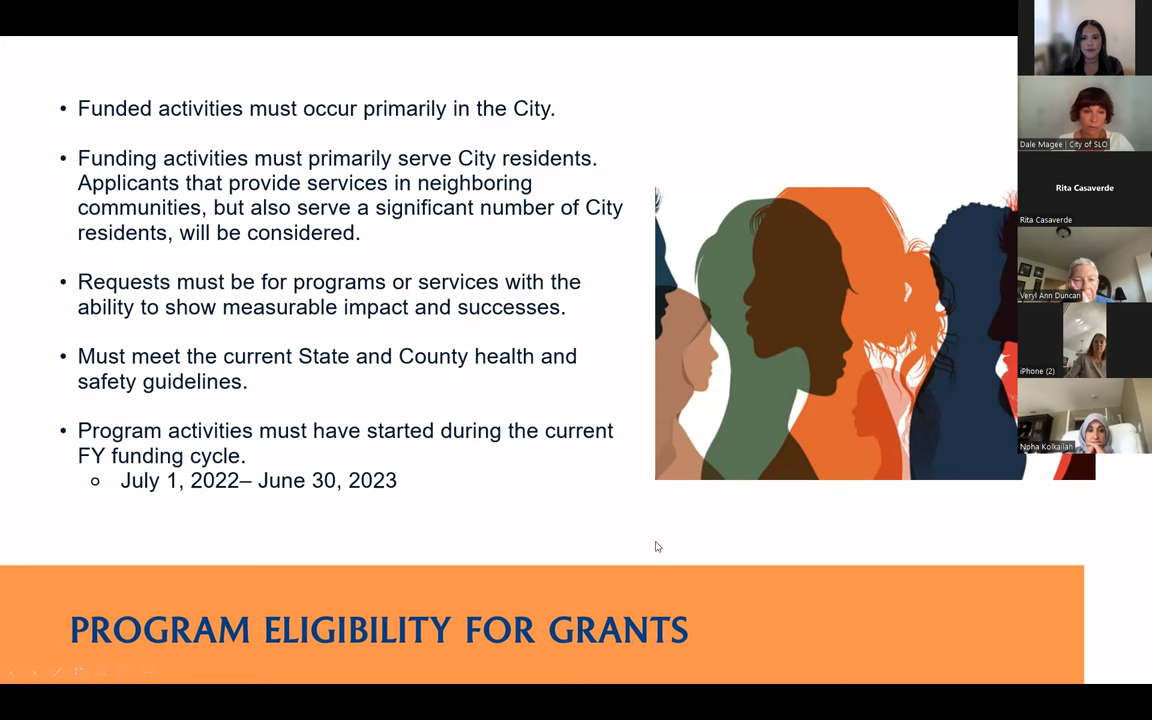 • Funded activities must occur primarily in the City.
• Funding activities must primarily serve City residents.
Applicants that provide services in neighboring
communities, but also serve a significant number of City
residents, will be considered.
• Requests must be for programs or services with the
ability to show measurable impact and successes.
• Must meet the current State and County health and
safety guidelines.
• Program activities must have started during the current
FY funding cycle.
o July 1, 2022– June 30, 2023
PROGRAM ELIGIBILITY FOR GRANTS
Dale Magee | City of SLO
Rita Casaverde
Rita Casaverde
Veryl Ann Duncan
iPhone (2)
Noha Kolkailah